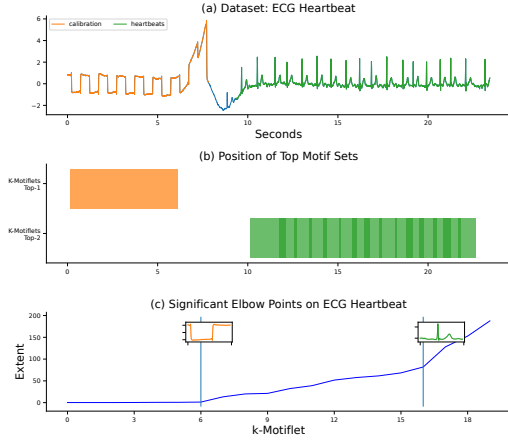 (a) Dataset: ECG Heartbeat
calibration
heartbeats
6
4
2
0
−2
0
5
10
15
20
Seconds
(b) Position of Top Motif Sets
K-Motiflets
Top-1
K-Motiflets
Top-2
0
5
10
15
20
(c) Significant Elbow Points on ECG Heartbeat
200
150
100
50
0
Extent
0
3
6
9
12
15
18
k-Motiflet